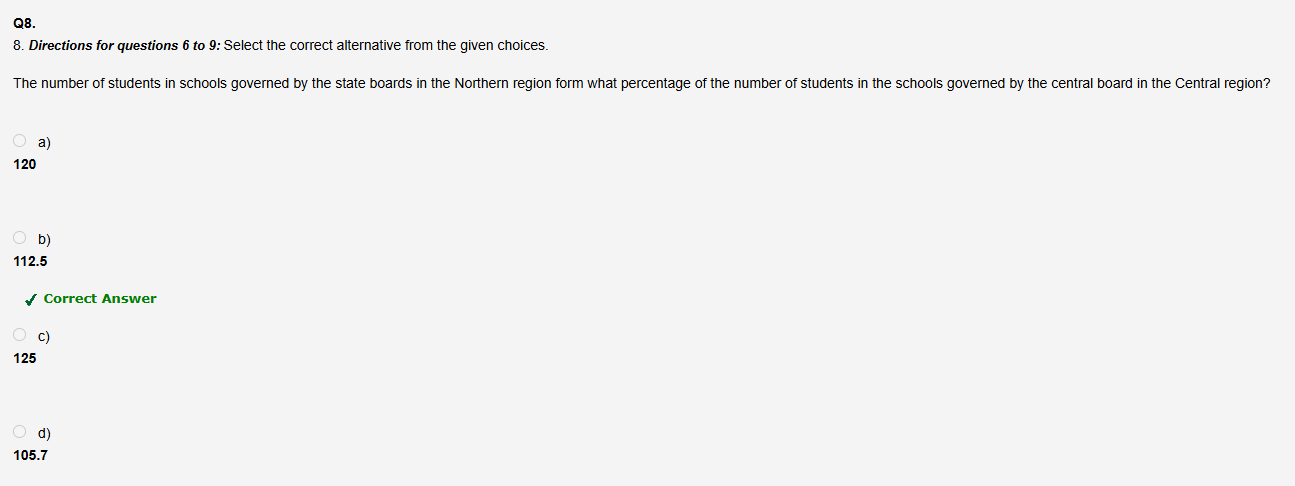 Q8.
8. Directions for questions 6 to 9: Select the correct alternative from the given choices.
The number of students in schools governed by the state boards in the Northern region form what percentage of the number of students in the schools governed by the central board in the Central region?
a)
120
b)
112.5
✓ Correct Answer
c)
125
d)
105.7